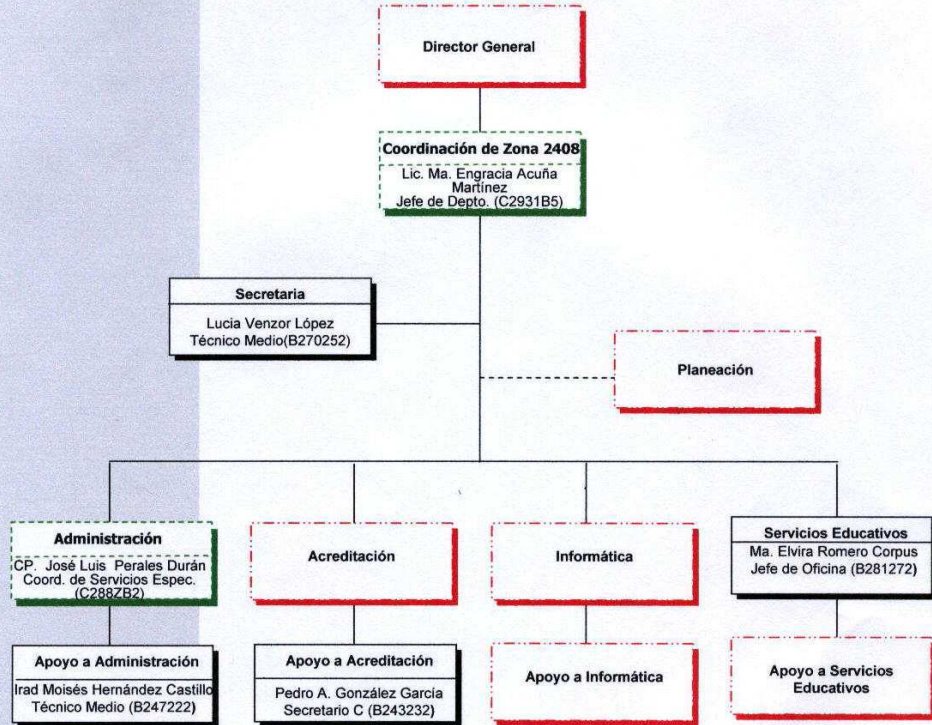 Director General
Coordinación de Zona 2408
Lic. Ma. Engracia Acuña
Martínez
Jefe de Depto. (C2931B5)
Secretaria
Lucia Venzor López
Técnico Medio(B270252)
Planeación
Administración
CP. José Luis Perales Durán
Coord. de Servicios Espec.
(C288ZB2)
Acreditación
Informática
Servicios Educativos
Ma. Elvira Romero Corpus
Jefe de Oficina (B281272)
Apoyo a Administración
Irad Moisés Hernández Castillo
Técnico Medio (B247222)
Apoyo a Acreditación
Pedro A. González García
Secretario C (B243232)
Apoyo a Informática
Apoyo a Servicios
Educativos